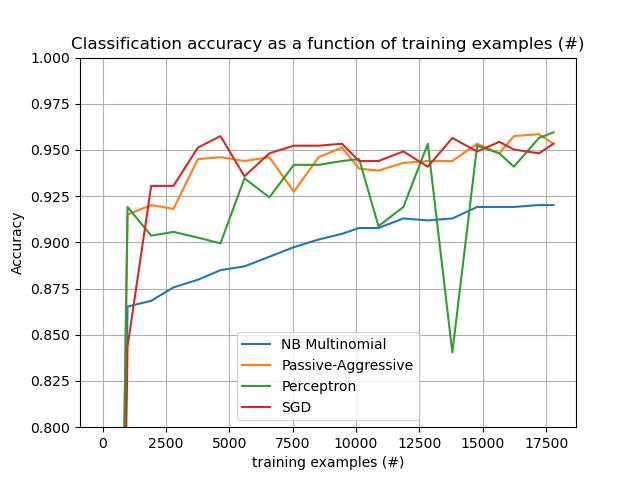 Classification accuracy as a function of training examples (#)
1.000
0.975
0.950
0.925
0.900
0.875
0.850
0.825
0.800
Accuracy
NB Multinomial
Passive-Aggressive
Perceptron
SGD
0 2500 5000 7500 10000 12500 15000 17500
training examples (#)